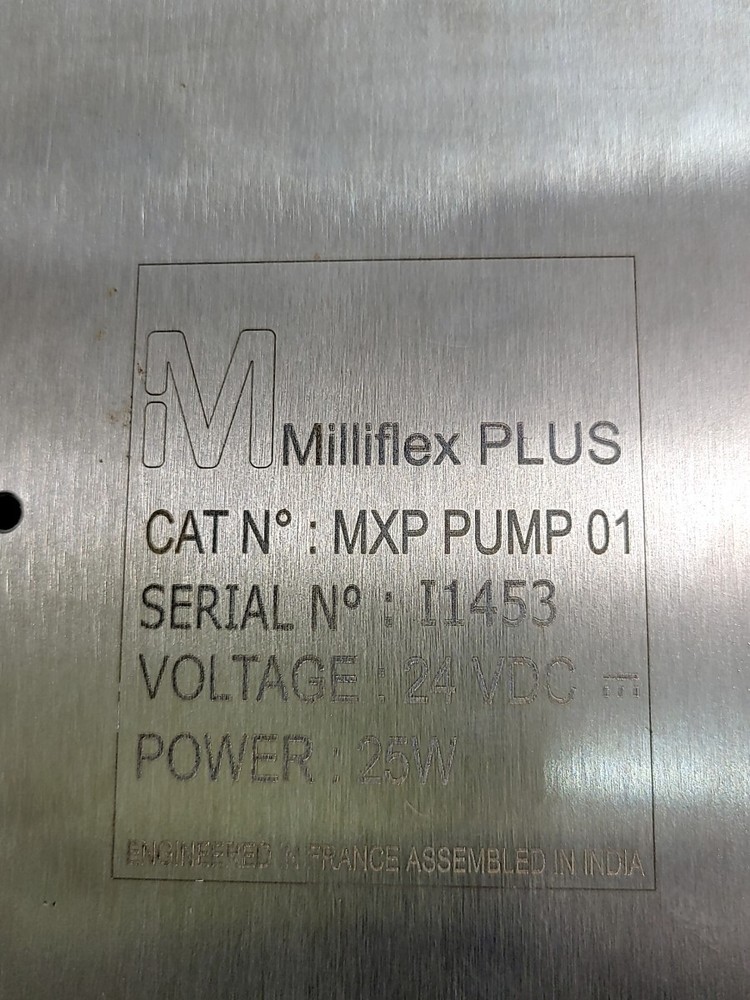 M Milliflex PLUS
CAT N° : MXP PUMP 01
SERIAL Nº : I1453
VOLTAGE : 24 VDC ⎓
POWER : 25W
ENGINEERED IN FRANCE ASSEMBLED IN INDIA